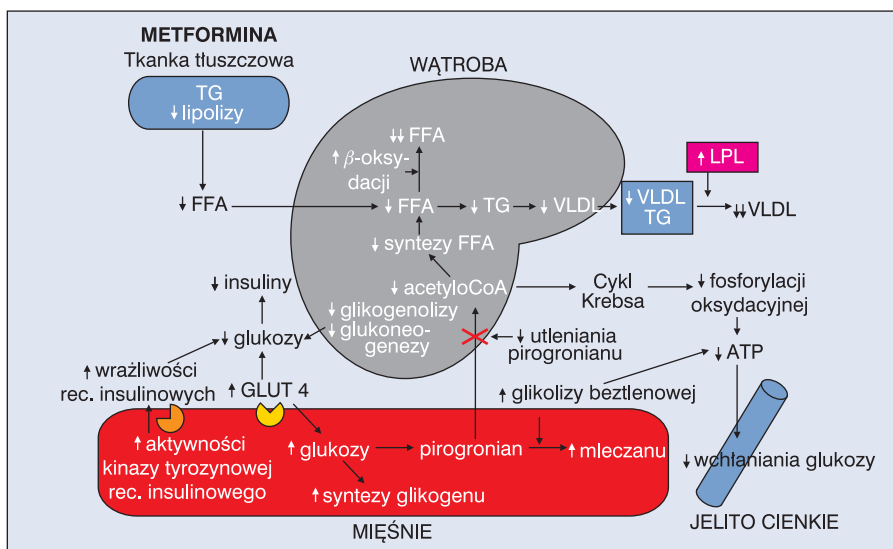 METFORMINA
Tkanka tłuszczowa
TG
↓ lipolizy
WĄTROBA
↓↓ FFA
↑ β-oksy-
dacji
↑ LPL
↓ FFA
↓ FFA
↓ TG
↓ VLDL
↓ VLDL
TG
↓↓ VLDL
↓ syntezy FFA
↓ insuliny
↓ acetyloCoA
Cykl
Krebsa
↓ fosforylacji
oksydacyjnej
↓ glikogenolizy
↓ glukoneo-
genezy
↓ glukozy
↓ utleniania
pirogronianu
↓ ATP
↑ wrażliwości
rec. insulinowych
↑ GLUT 4
↑ glikolizy beztlenowej
↑ aktywności
kinazy tyrozynowej
rec. insulinowego
↑ glukozy
pirogronian
↑ mleczanu
↓ wchłaniania glukozy
↑ syntezy glikogenu
MIĘŚNIE
JELITO CIENKIE